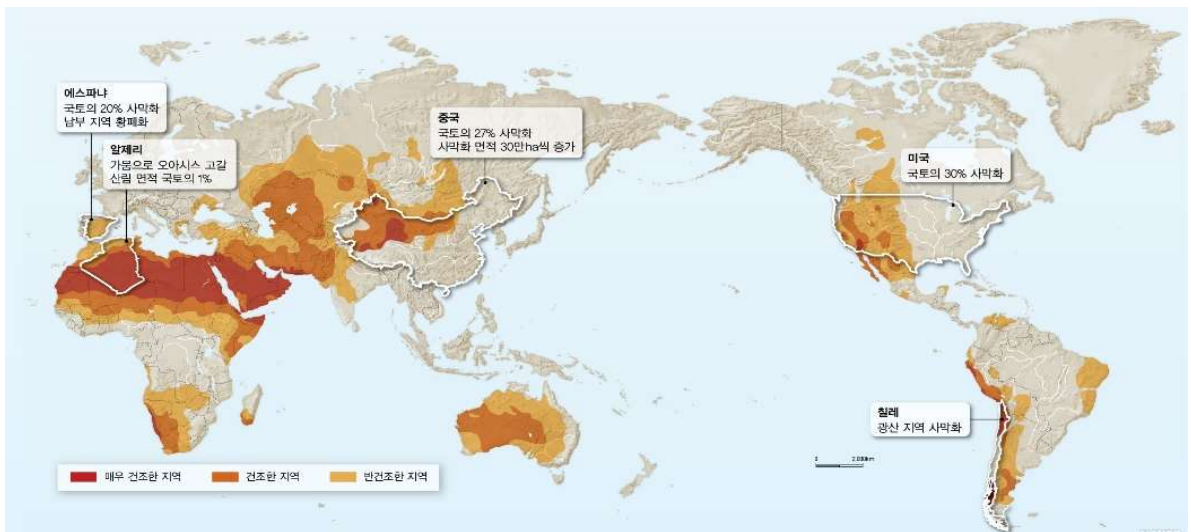 에스파냐
국토의 20% 사막화
남부 지역 황폐화
알제리
가뭄으로 오아시스 고갈
산림 면적 국토의 1%
중국
국토의 27% 사막화
사막화 면적 30만ha씩 증가
미국
국토의 30% 사막화
칠레
광산 지역 사막화
매우 건조한 지역
건조한 지역
반건조한 지역
0 2,000km